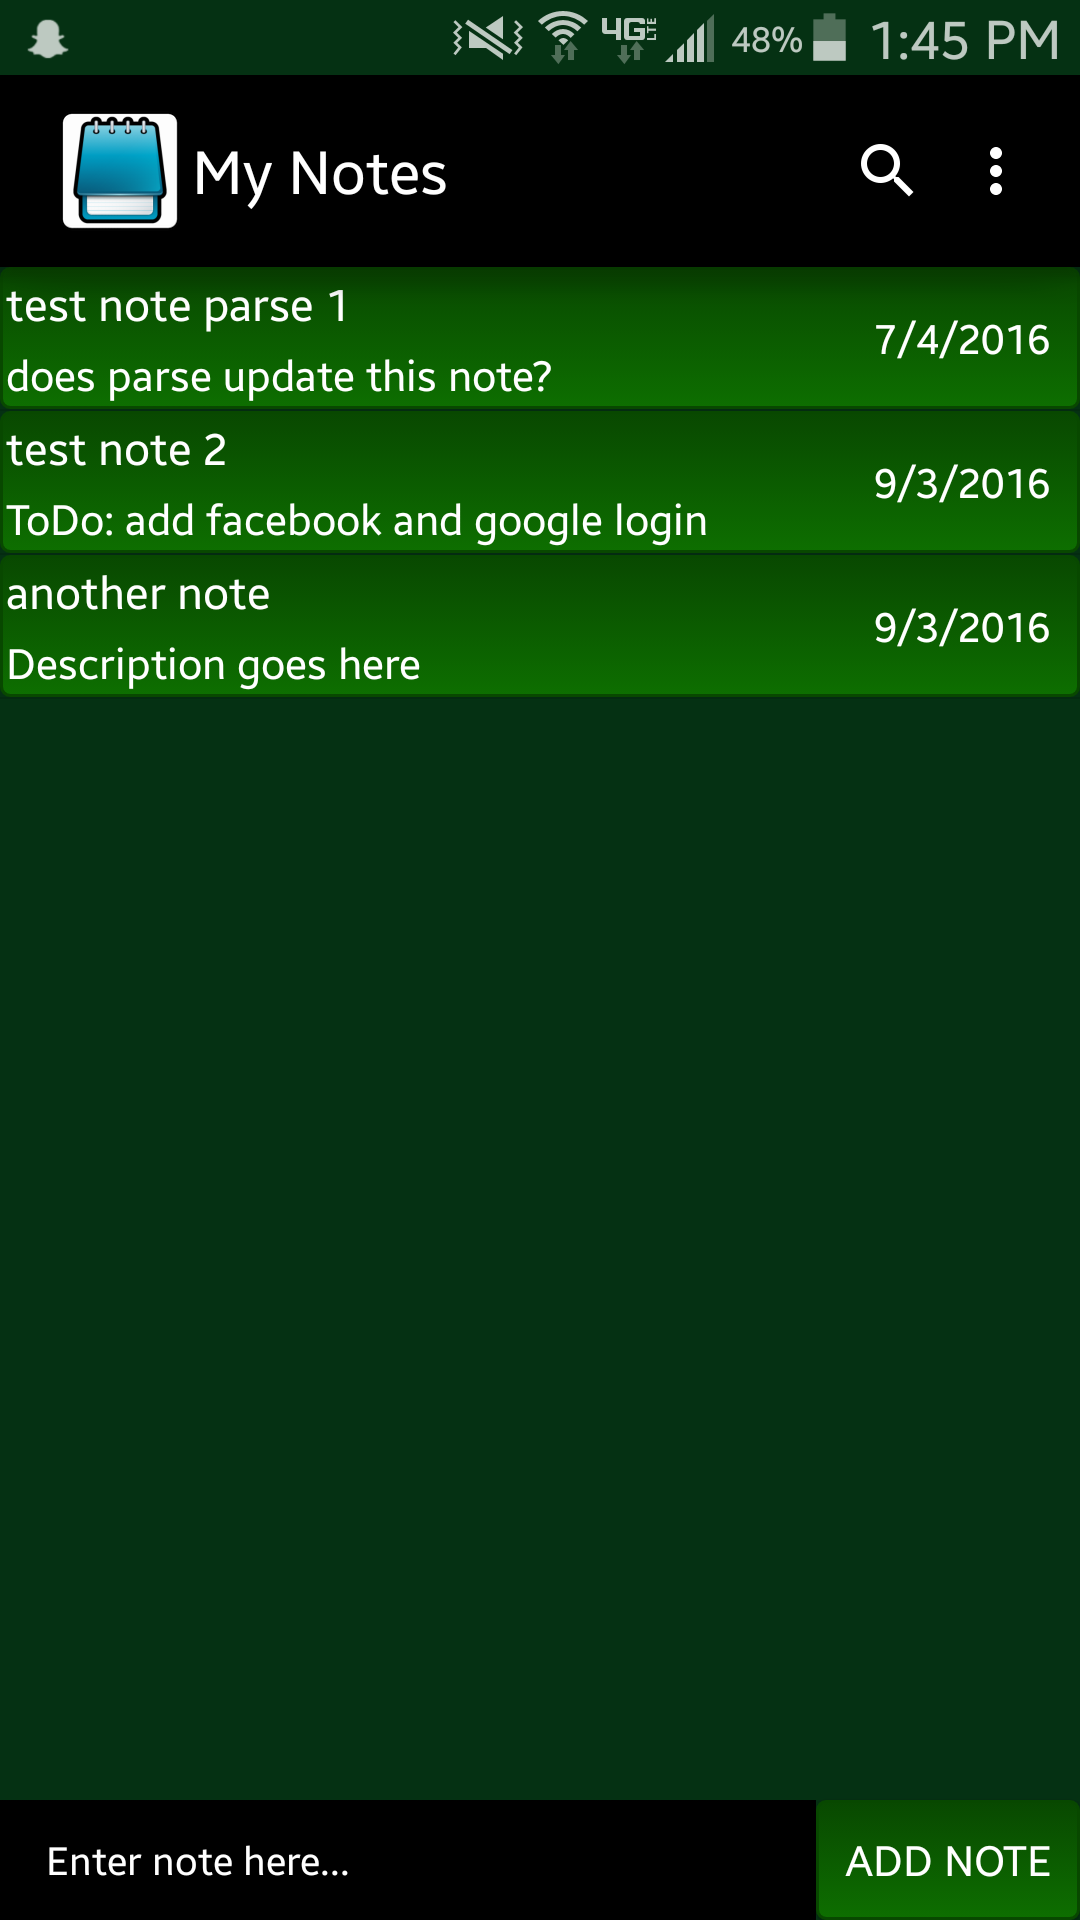 4G LTE 48% 1:45 PM
My Notes
test note parse 1
7/4/2016
does parse update this note?
test note 2
9/3/2016
ToDo: add facebook and google login
another note
9/3/2016
Description goes here
Enter note here...
ADD NOTE